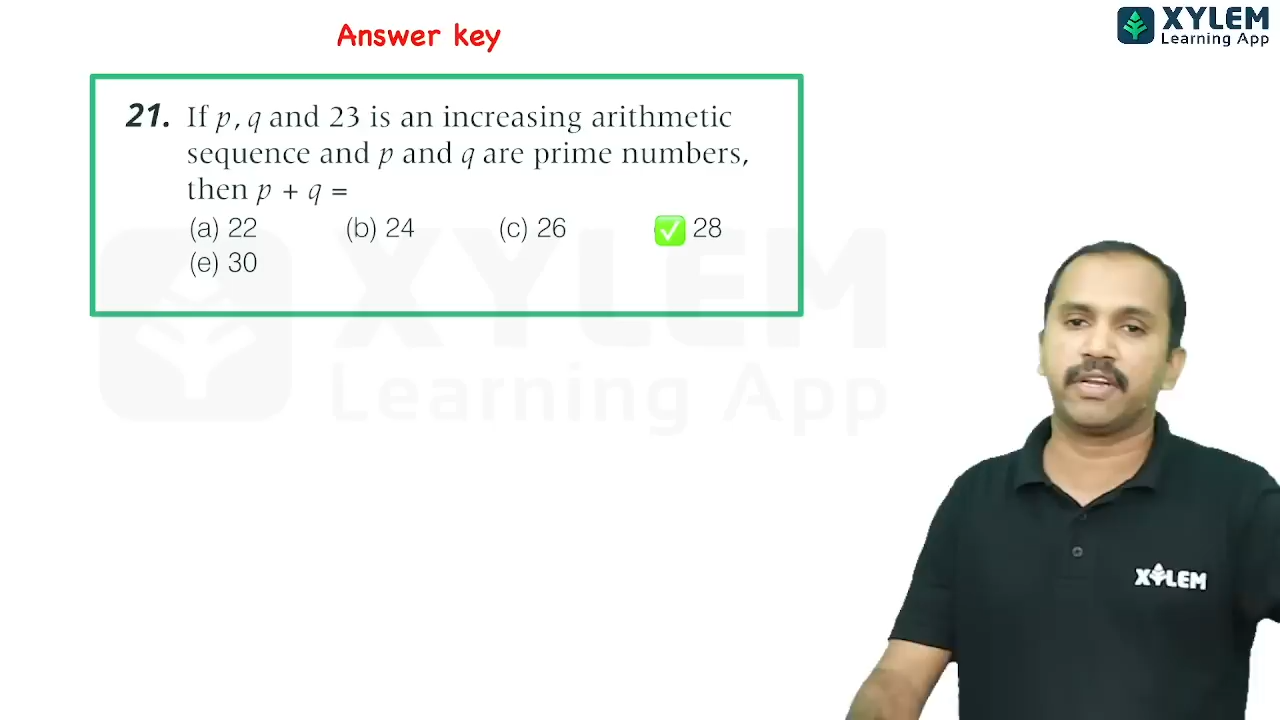 Answer key
XYLEM
Learning App
21. If p, q and 23 is an increasing arithmetic
sequence and p and q are prime numbers,
then p + q =
(a) 22 (b) 24 (c) 26 ✅ 28
(e) 30
XYLEM
Learning App
XYLEM